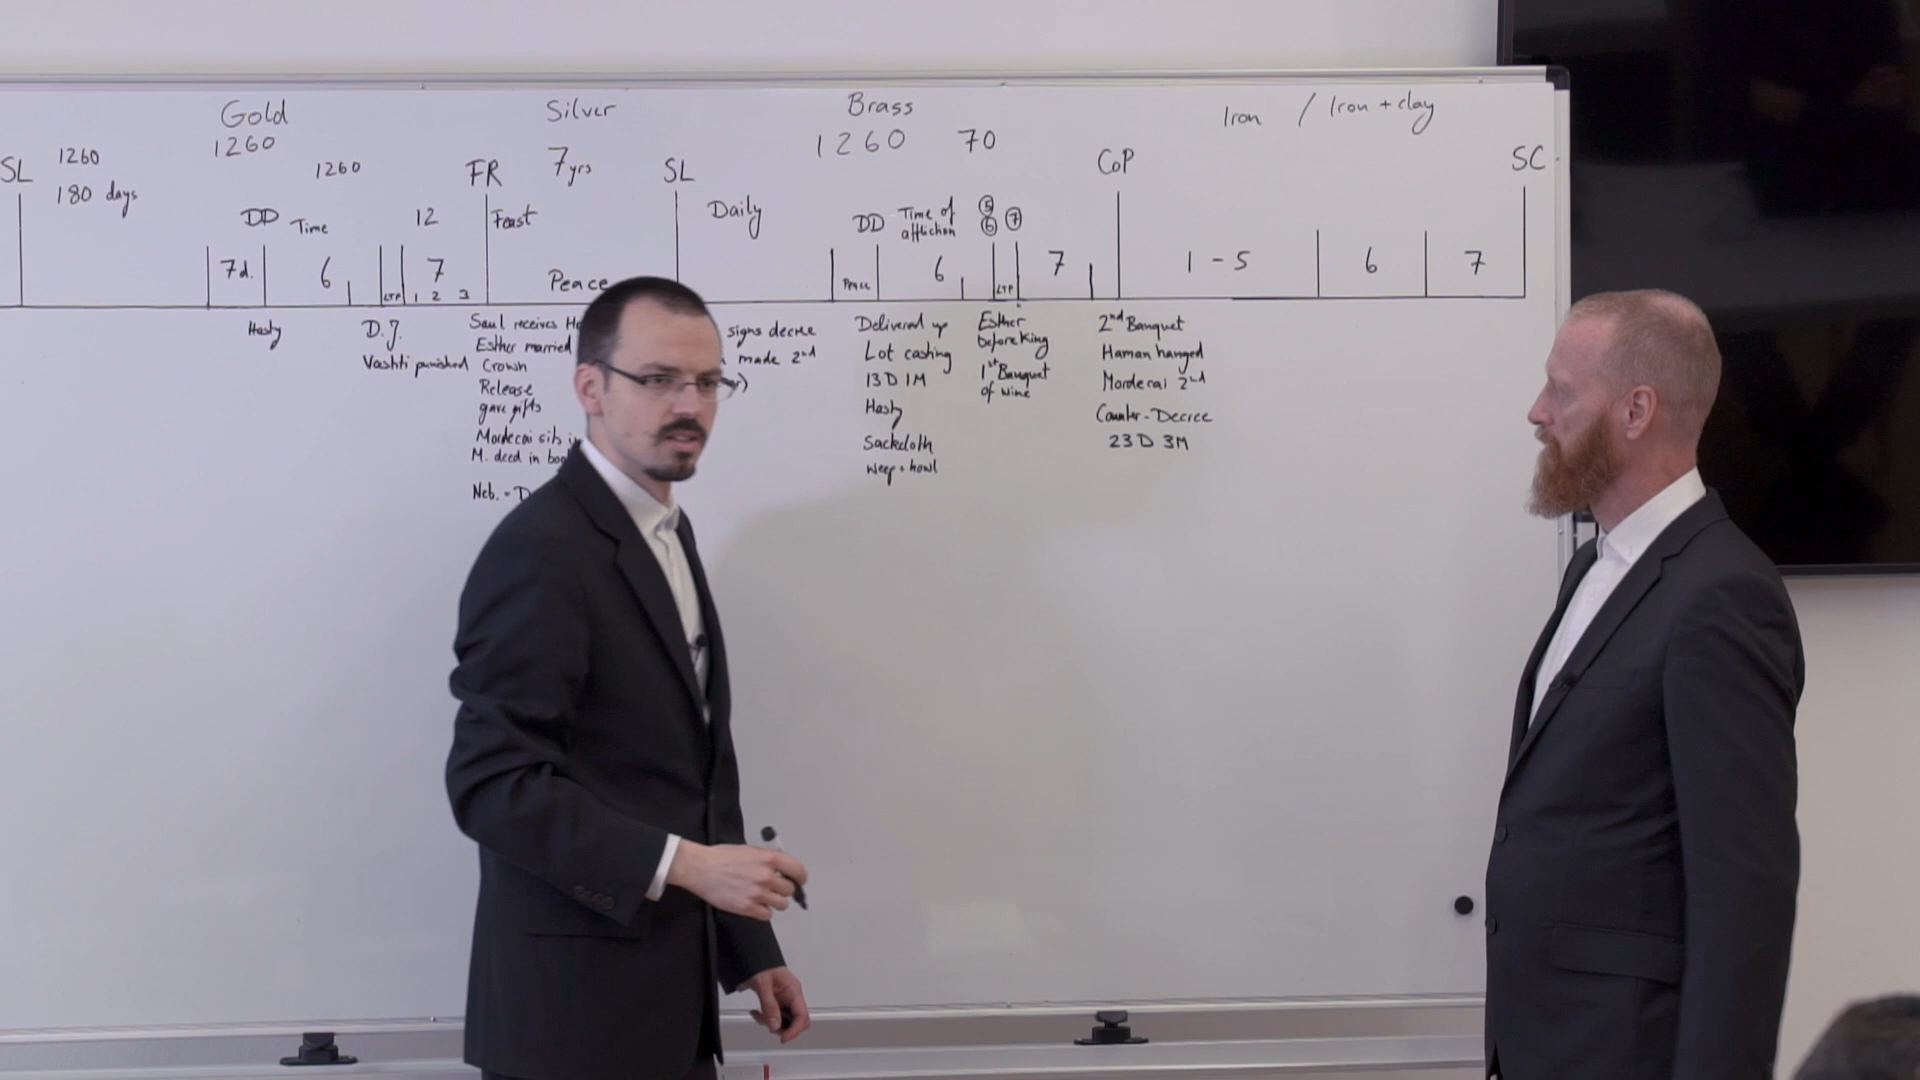 Gold
Silver
Brass
Iron / Iron + clay
1260
1260
1260
7yrs
1260 70
SL
180 days
FR
SL
CoP
SC
DD Time
12
Feast
Daily
DD Time of
affliction
5
6
7
7d.
6
LTP
7
1 2 3
Peace
Peace
6
LTP
7
1 - 5
6
7
Hasty
D.J.
Vashti punished
Saul receives
Esther married
Crown
Release
gave gifts
Mordecai sits
M. deed in
Neb. =
signs decree
made 2nd
Delivered up
Lot casting
13D 1M
Hasty
Sackcloth
weep + howl
Esther
before King
1st Banquet
of wine
2nd Banquet
Haman hanged
Mordecai 2nd
Counter-Decree
23D 3M